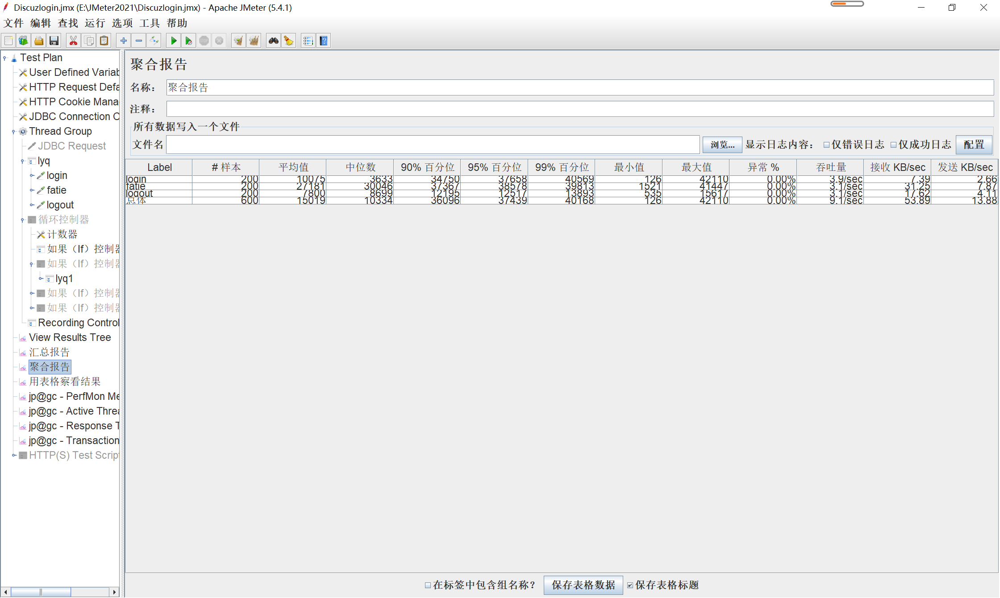 Discuzlogin.jmx (E:\JMeter2021\Discuzlogin.jmx) - Apache JMeter (5.4.1)
文件 编辑 查找 运行 选项 工具 帮助
Test Plan
User Defined Variab
HTTP Request Defa
HTTP Cookie Mana
JDBC Connection C
Thread Group
JDBC Request
lyq
login
fatie
logout
循环控制器
计数器
如果（If）控制器
如果（If）控制器
lyq1
如果（If）控制器
如果（If）控制器
Recording Control
View Results Tree
汇总报告
聚合报告
用表格察看结果
jp@gc - PerfMon Me
jp@gc - Active Threa
jp@gc - Response T
jp@gc - Transaction
HTTP(S) Test Script
聚合报告
名称： 聚合报告
注释：
所有数据写入一个文件
文件名 浏览... 显示日志内容： 仅错误日志 仅成功日志 配置
Label # 样本 平均值 中位数 90% 百分位 95% 百分位 99% 百分位 最小值 最大值 异常 % 吞吐量 接收 KB/sec 发送 KB/sec
login 200 10075 3633 34750 37658 40569 126 42110 0.00% 3.9/sec 7.39 2.66
fatie 200 27181 30046 37367 38578 39813 1521 41447 0.00% 3.1/sec 31.25 7.87
logout 200 7800 8699 12195 12517 13893 535 15617 0.00% 3.1/sec 17.62 4.11
总体 600 15019 10334 36096 37439 40168 126 42110 0.00% 9.1/sec 53.89 13.88
在标签中包含组名称？ 保存表格数据 保存表格标题